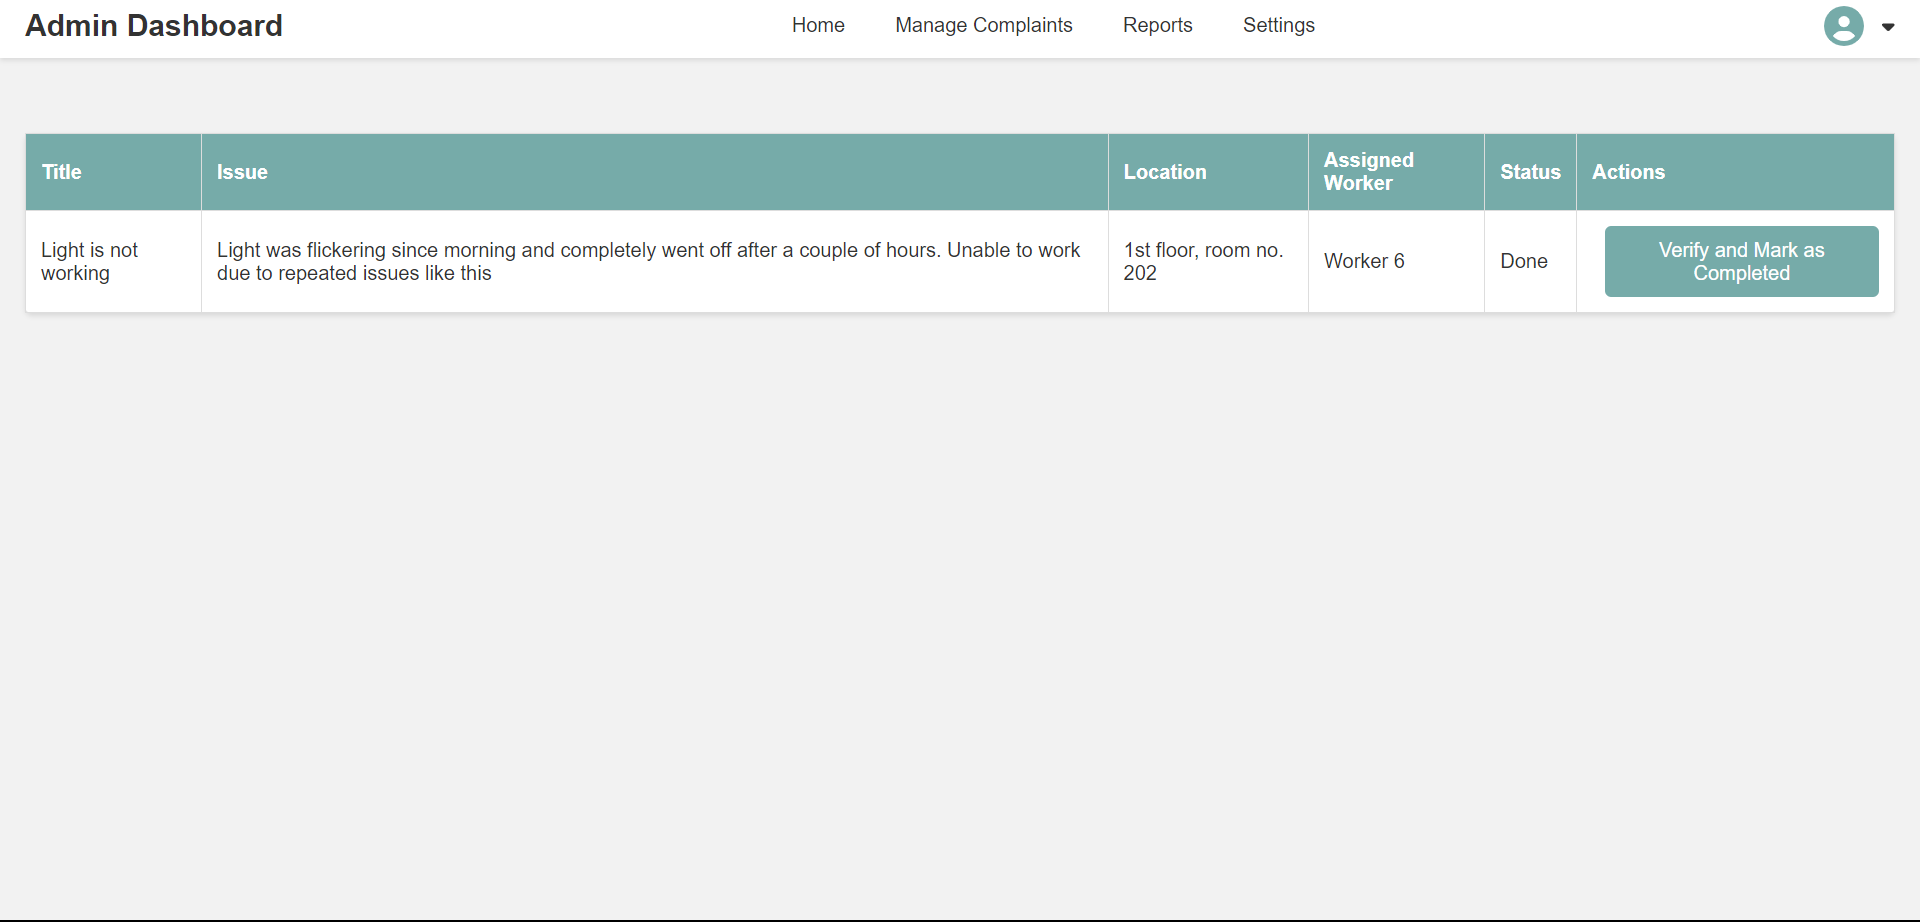 Admin Dashboard
Home
Manage Complaints
Reports
Settings
Title
Issue
Location
Assigned
Worker
Status
Actions
Light is not
working
Light was flickering since morning and completely went off after a couple of hours. Unable to work
due to repeated issues like this
1st floor, room no.
202
Worker 6
Done
Verify and Mark as
Completed